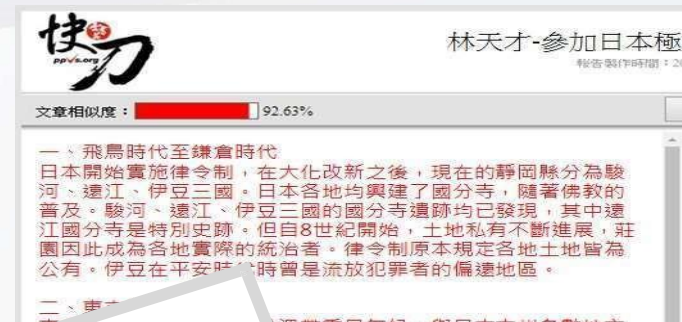 快刀
ppvs.org
林天才-參加日本極
報告製作時間：20
文章相似度： 92.63%
一、飛鳥時代至鎌倉時代
日本開始實施律令制，在大化改新之後，現在的靜岡縣分為駿
河、遠江、伊豆三國。日本各地均興建了國分寺，隨著佛教的
普及。駿河、遠江、伊豆三國的國分寺遺跡均已發現，其中遠
江國分寺是特別史跡。但自8世紀開始，土地私有不斷進展，莊
園因此成為各地實際的統治者。律令制原本規定各地土地皆為
公有。伊豆在平安時 時曾是流放犯罪者的偏遠地區。
二、東